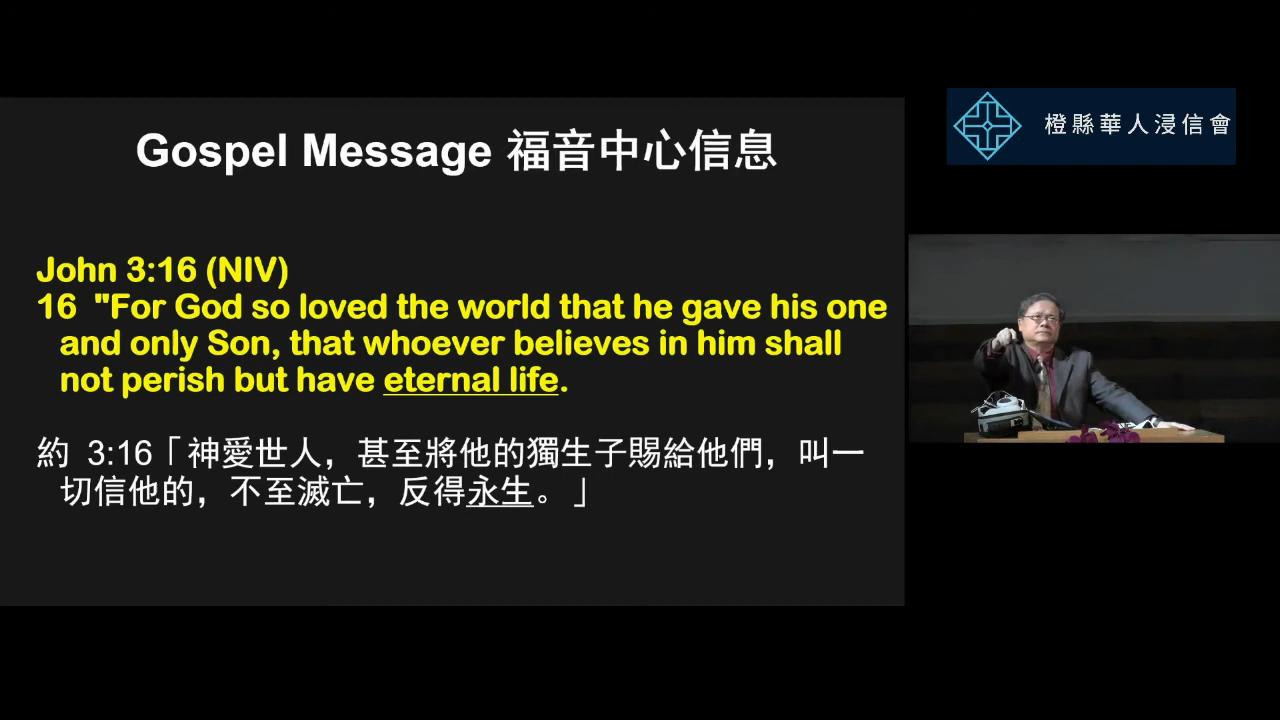 Gospel Message 福音中心信息
橙縣華人浸信會
John 3:16 (NIV)
16 "For God so loved the world that he gave his one
and only Son, that whoever believes in him shall
not perish but have eternal life.
約 3:16「神愛世人，甚至將他的獨生子賜給他們，叫一
切信他的，不至滅亡，反得永生。」